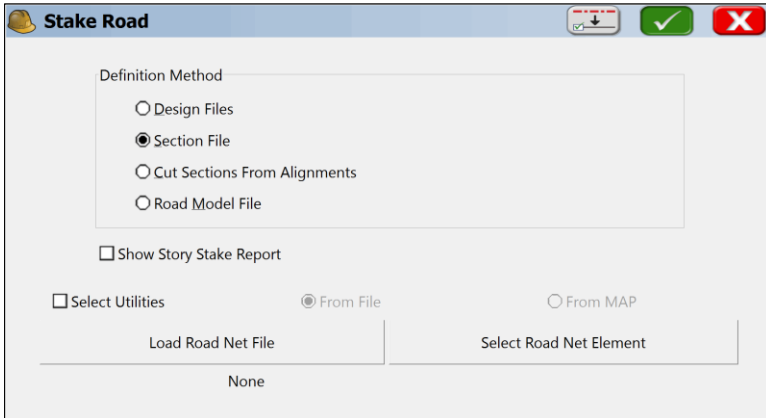 Stake Road
Definition Method
Design Files
Section File
Cut Sections From Alignments
Road Model File
Show Story Stake Report
Select Utilities From File From MAP
Load Road Net File Select Road Net Element
None